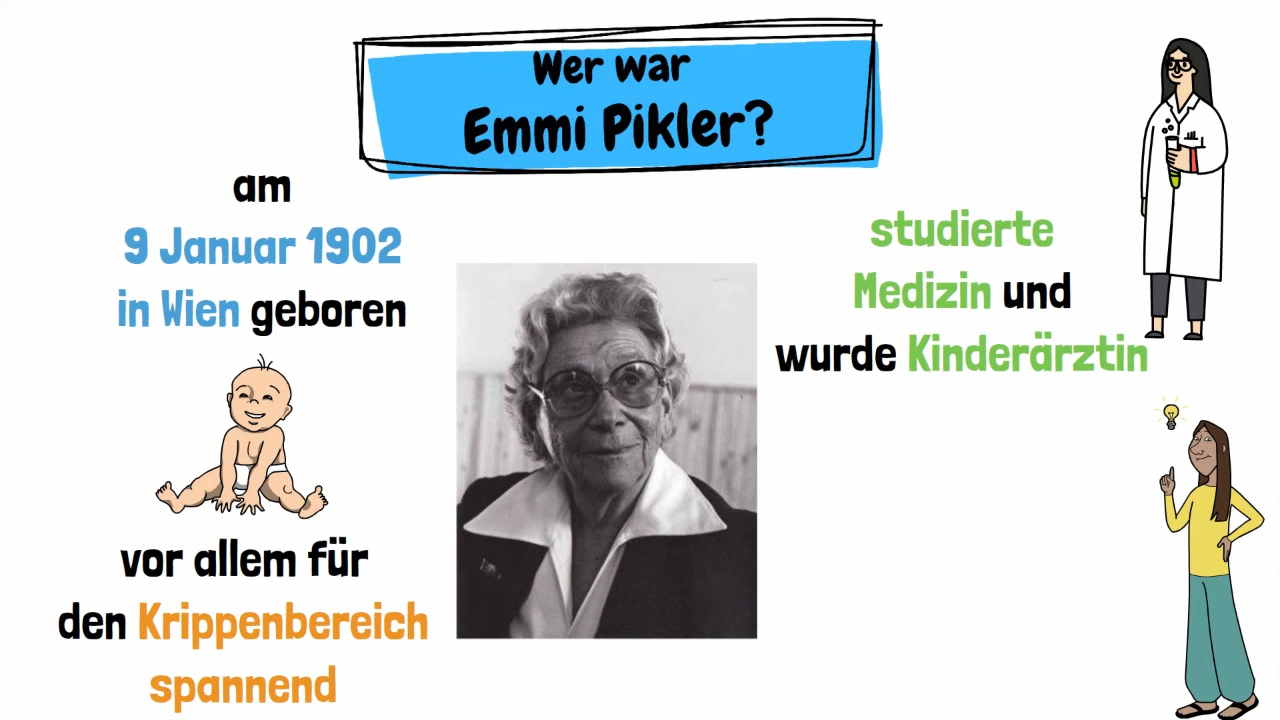 Wer war
Emmi Pikler?
am
9 Januar 1902
in Wien geboren
vor allem für
den Krippenbereich
spannend
studierte
Medizin und
wurde Kinderärztin